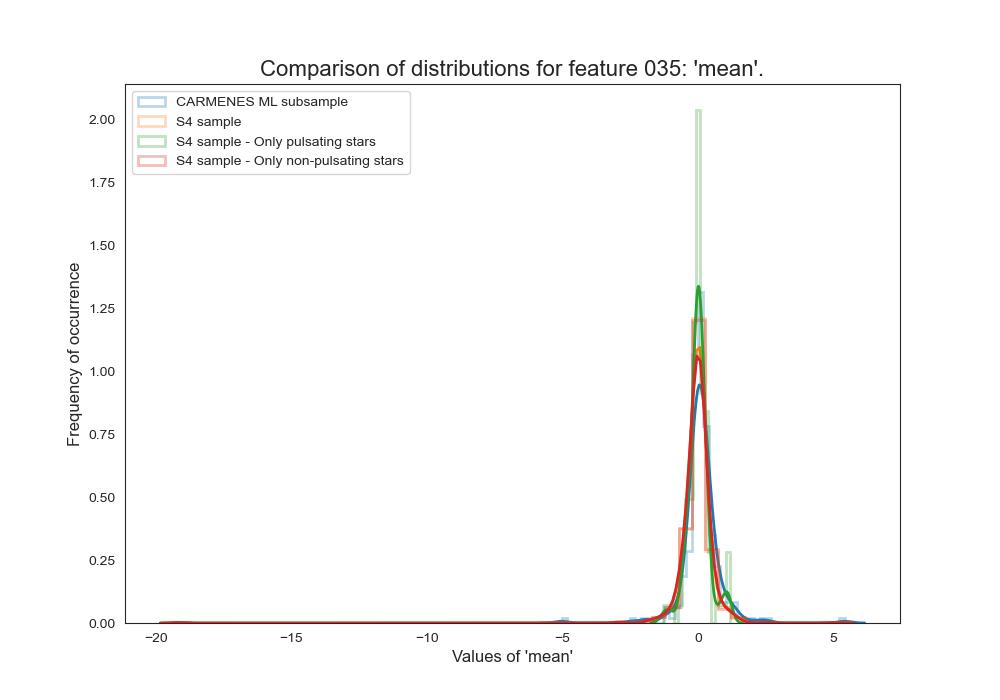 Comparison of distributions for feature 035: 'mean'.
CARMENES ML subsample
S4 sample
S4 sample - Only pulsating stars
S4 sample - Only non-pulsating stars
2.00
1.75
1.50
1.25
1.00
0.75
0.50
0.25
0.00
Frequency of occurrence
−20 −15 −10 −5 0 5
Values of 'mean'